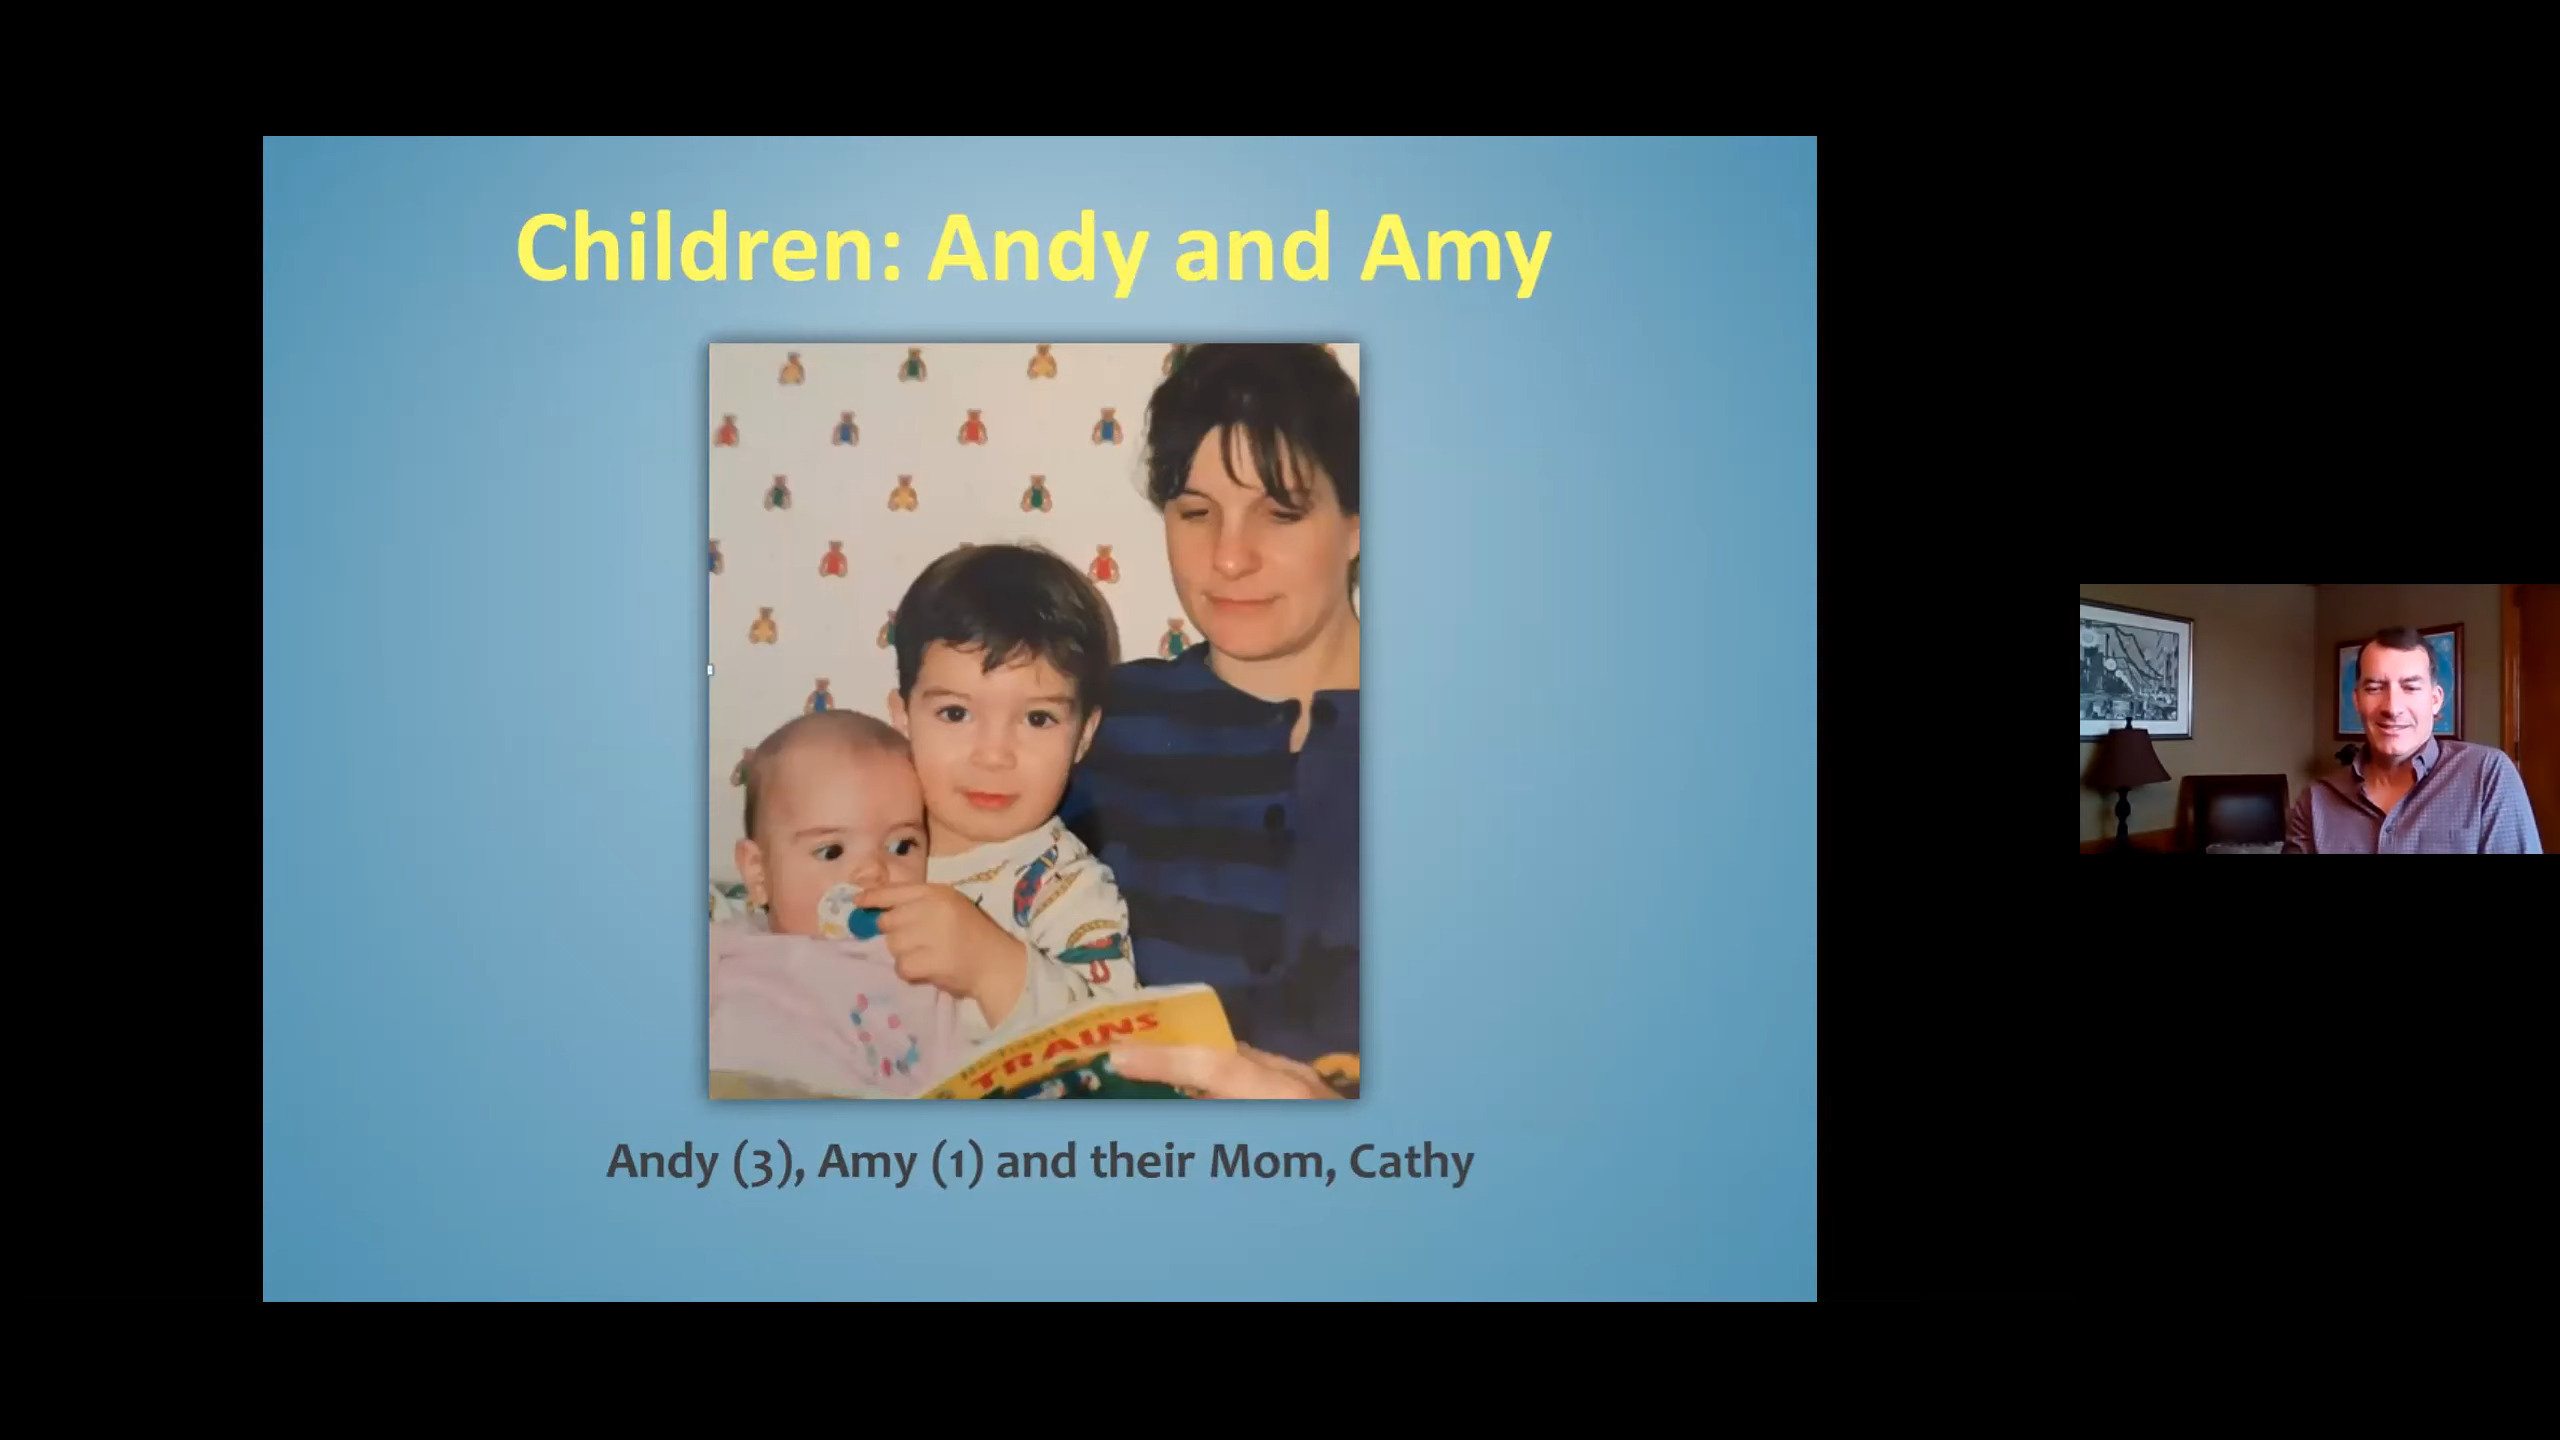 Children: Andy and Amy
TRAINS
Andy (3), Amy (1) and their Mom, Cathy